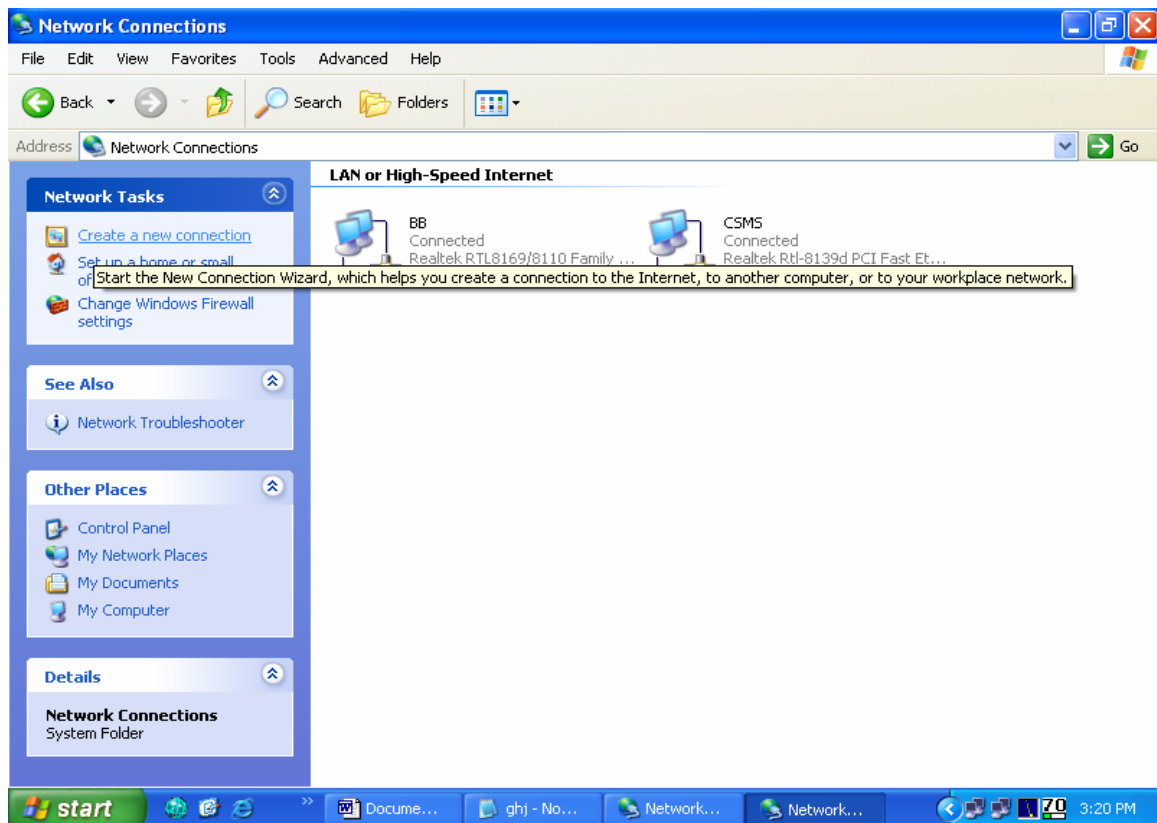 Network Connections
File Edit View Favorites Tools Advanced Help
Back Search Folders
Address Network Connections Go
Network Tasks
Create a new connection
Set up a home or small
of
Start the New Connection Wizard, which helps you create a connection to the Internet, to another computer, or to your workplace network.
Change Windows Firewall
settings
See Also
Network Troubleshooter
Other Places
Control Panel
My Network Places
My Documents
My Computer
Details
Network Connections
System Folder
LAN or High-Speed Internet
BB
Connected
Realtek RTL8169/8110 Family ...
CSMS
Connected
Realtek Rtl-8139d PCI Fast Et...
start Docume... ghj - No... Network... Network... 70 3:20 PM